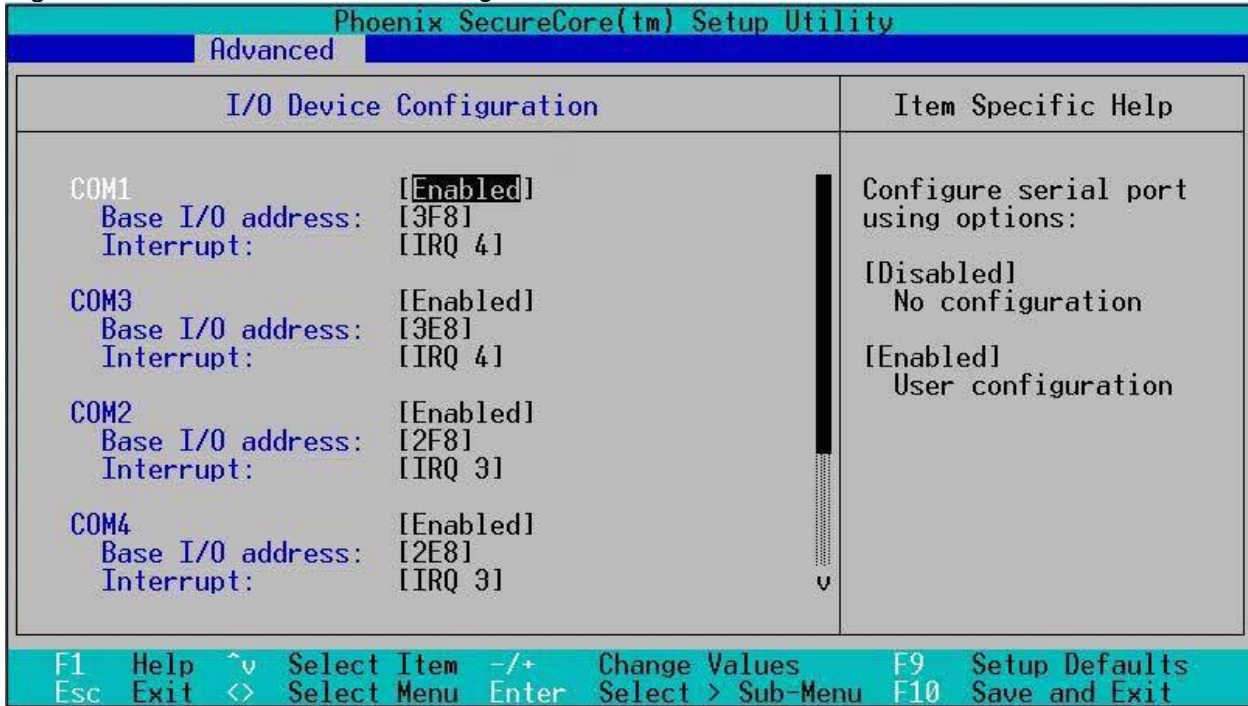 Phoenix SecureCore(tm) Setup Utility
Advanced
I/O Device Configuration
Item Specific Help
COM1 [Enabled]
Base I/O address: [3F8]
Interrupt: [IRQ 4]
COM3 [Enabled]
Base I/O address: [3E8]
Interrupt: [IRQ 4]
COM2 [Enabled]
Base I/O address: [2F8]
Interrupt: [IRQ 3]
COM4 [Enabled]
Base I/O address: [2E8]
Interrupt: [IRQ 3]
v
Configure serial port
using options:
[Disabled]
No configuration
[Enabled]
User configuration
F1 Help ^v Select Item -/+ Change Values F9 Setup Defaults
Esc Exit <> Select Menu Enter Select > Sub-Menu F10 Save and Exit